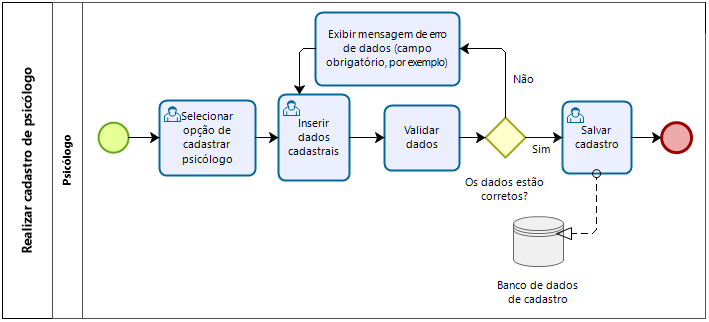 Realizar cadastro de psicólogo
Psicólogo
Exibir mensagem de erro
de dados (campo
obrigatório, por exemplo)
Selecionar
opção de
cadastrar
psicólogo
Inserir
dados
cadastrais
Validar
dados
Não
Sim
Os dados estão
corretos?
Salvar
cadastro
Banco de dados
de cadastro